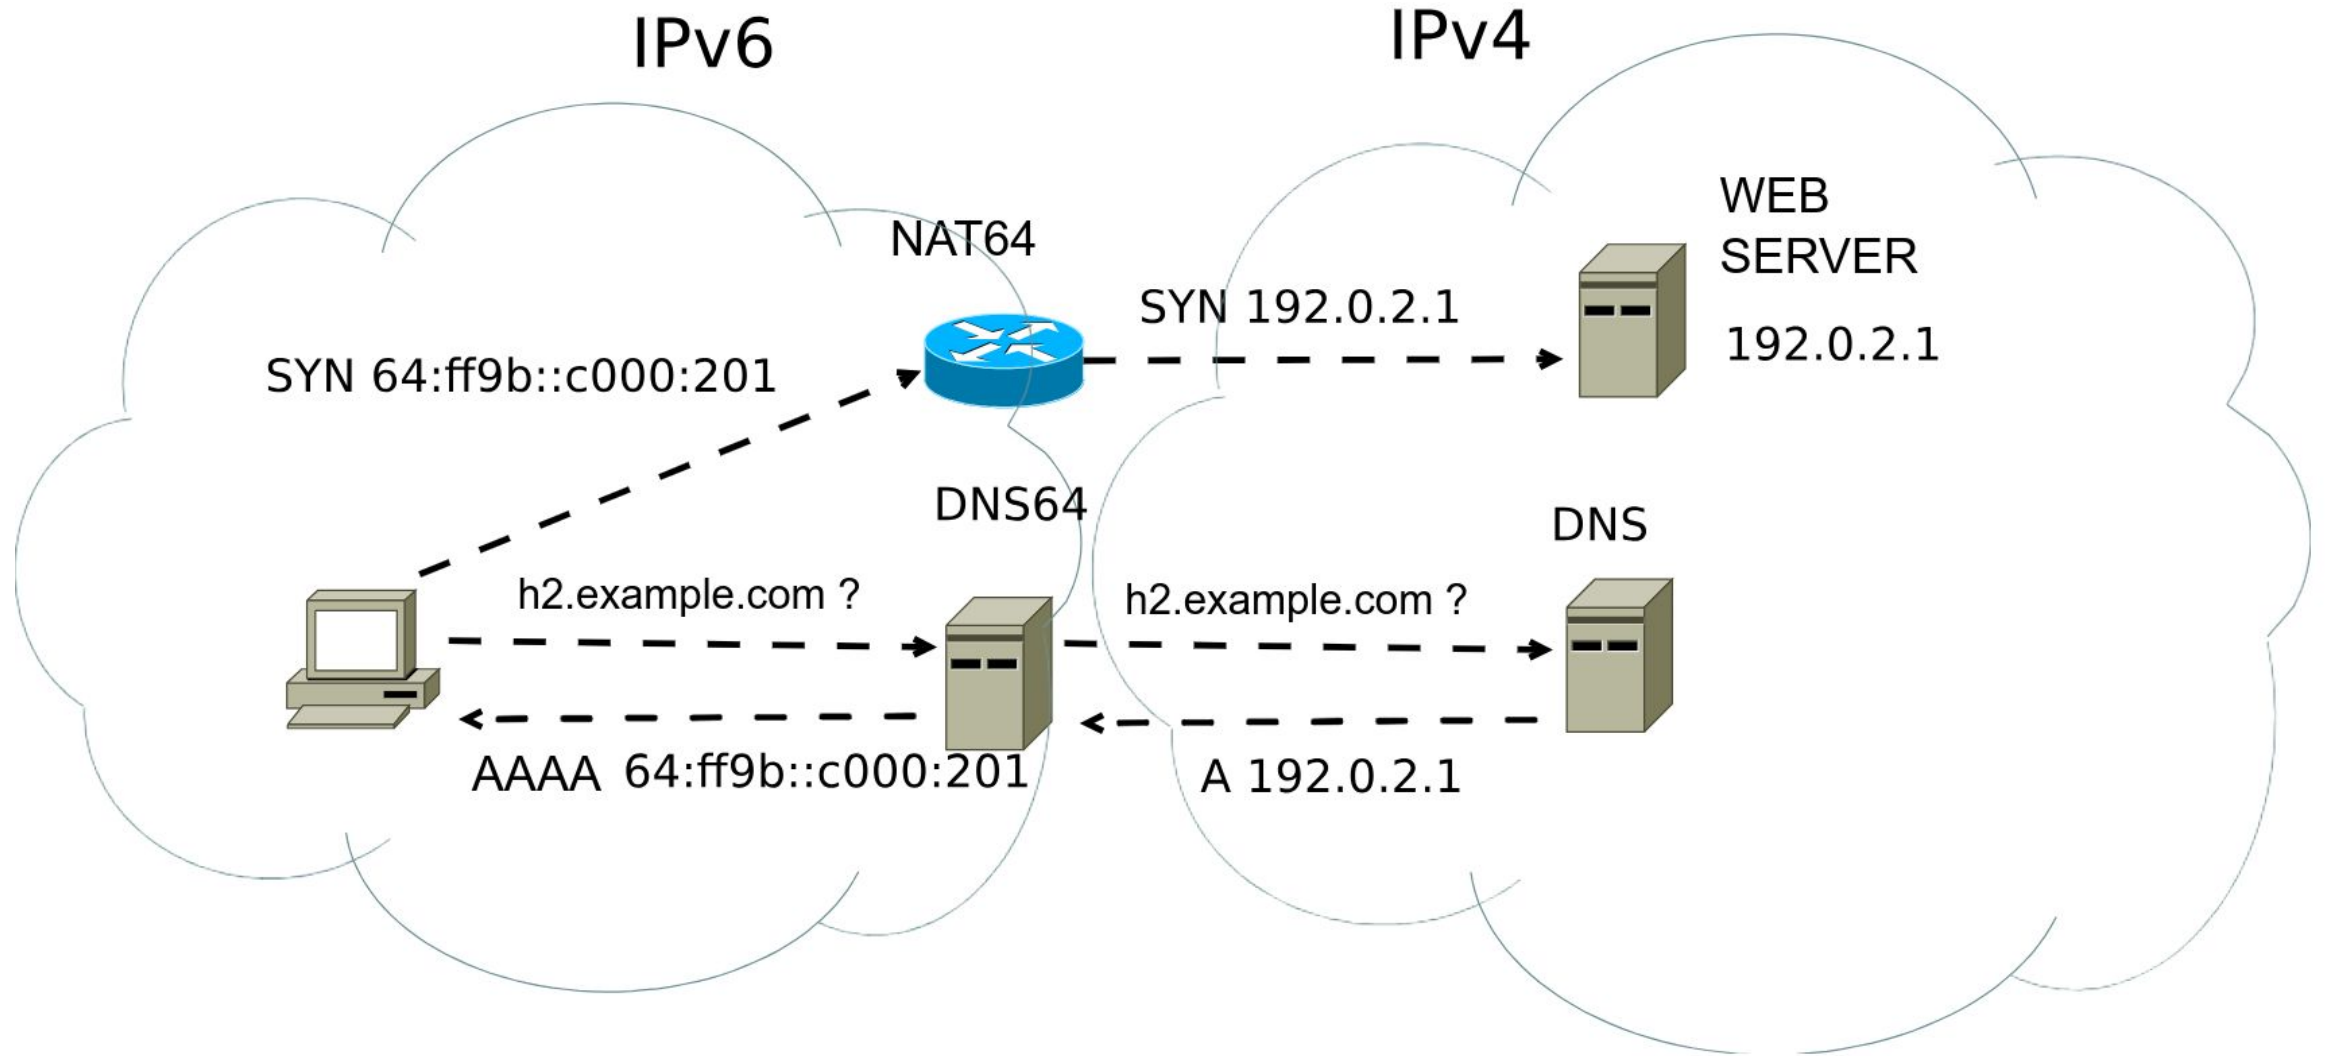 IPv6
IPv4
NAT64
WEB
SERVER
SYN 192.0.2.1
192.0.2.1
SYN 64:ff9b::c000:201
DNS64
DNS
h2.example.com ?
h2.example.com ?
AAAA 64:ff9b::c000:201
A 192.0.2.1